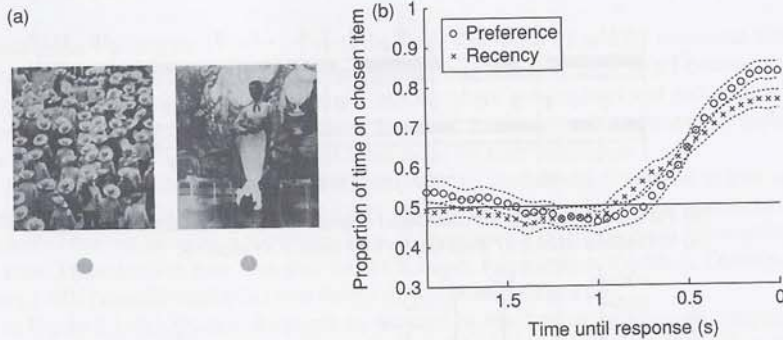 (a)
(b)
Proportion of time on chosen item
1
0.9
0.8
0.7
0.6
0.5
0.4
0.3
Preference
Recency
1.5
1
0.5
0
Time until response (s)